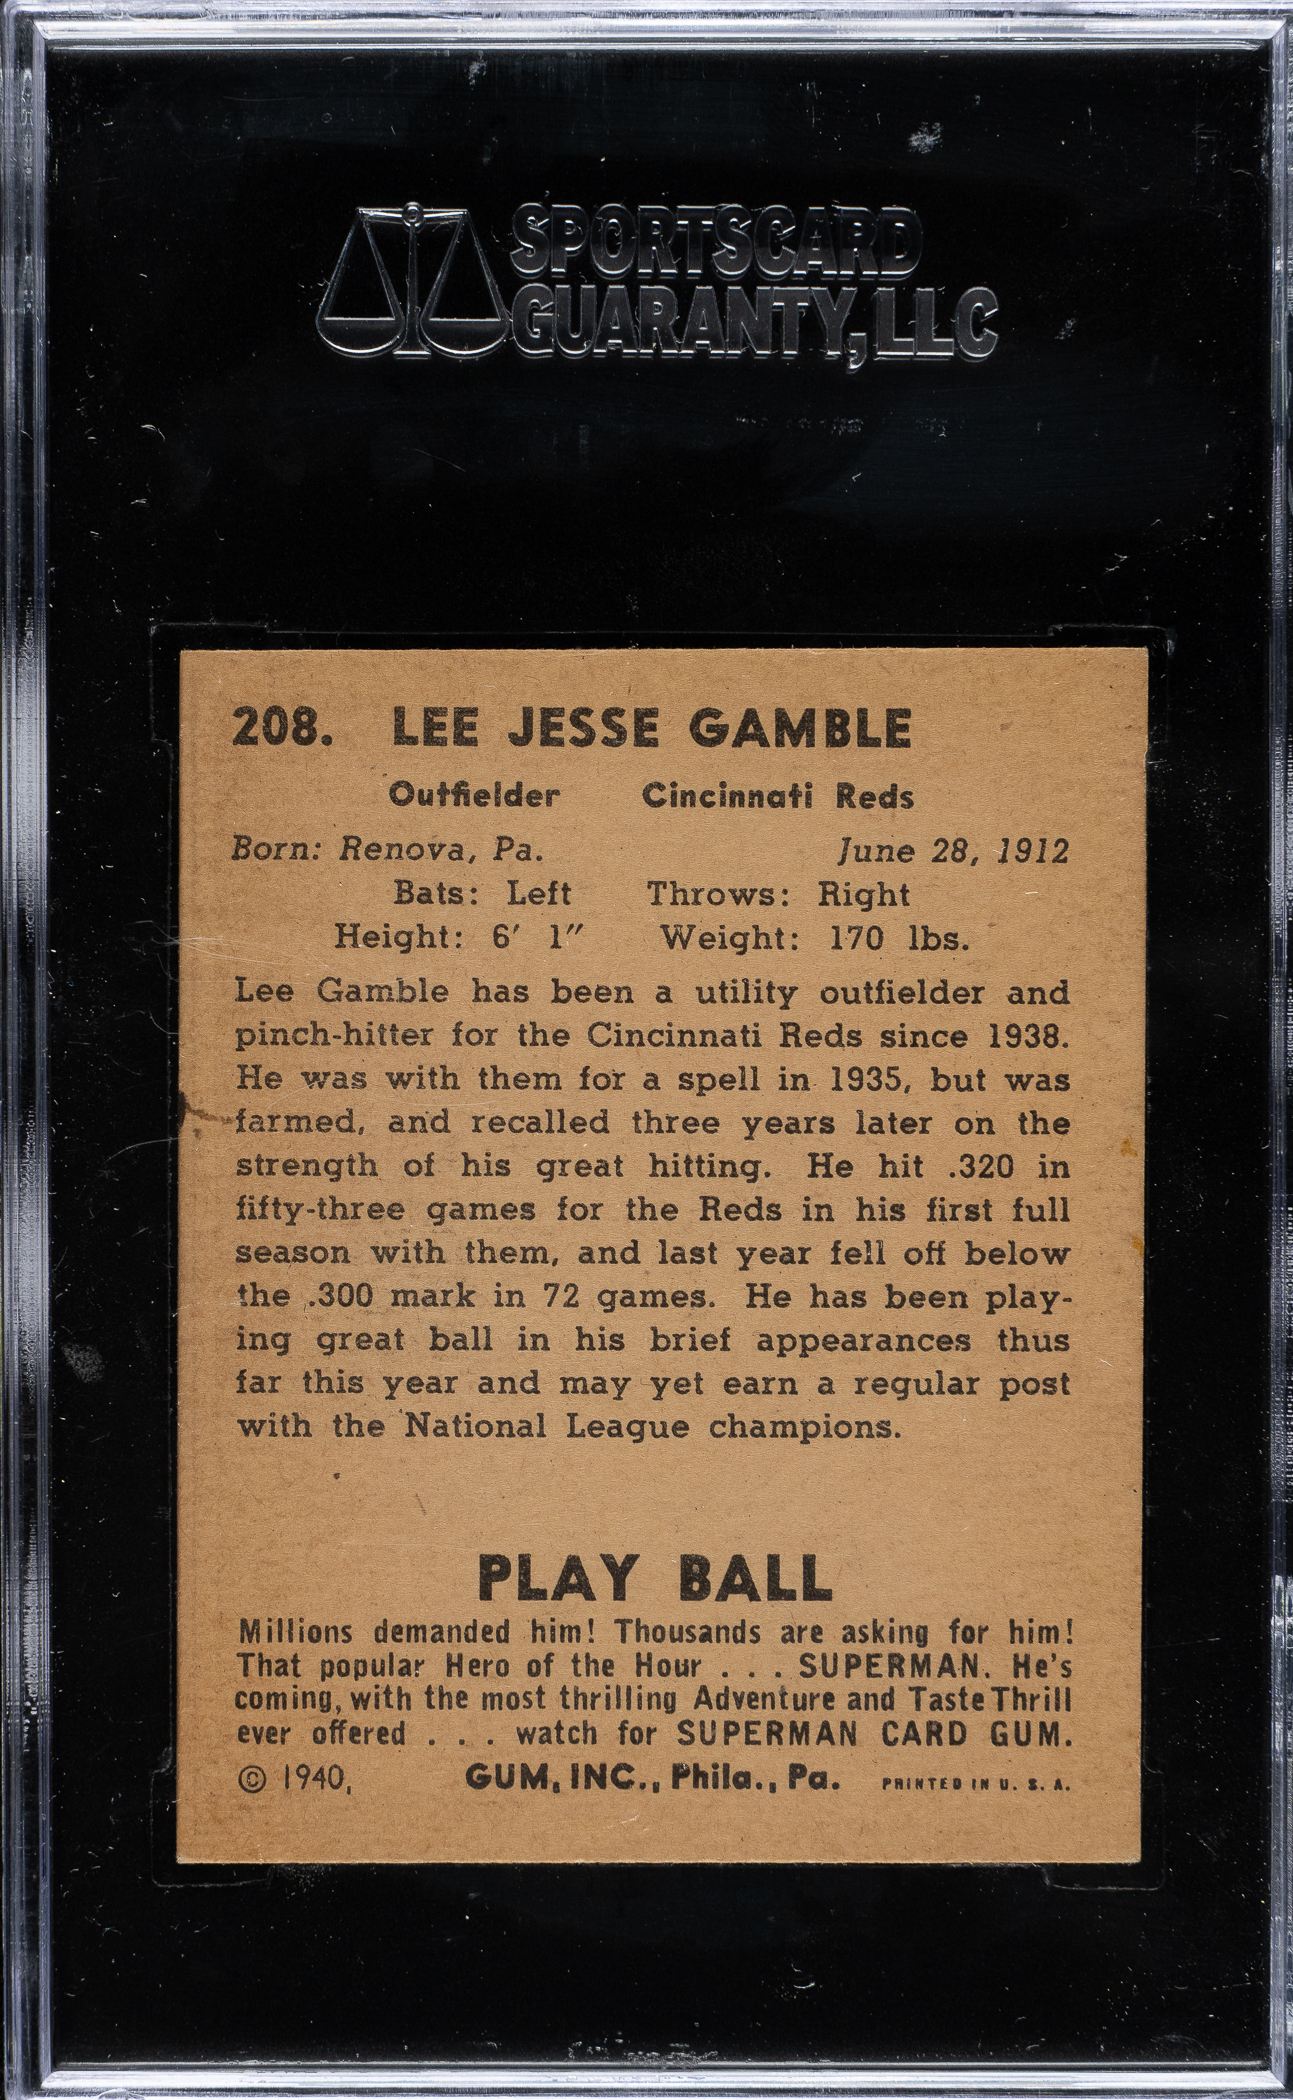 SPORTSCARD
GUARANTY, LLC
208. LEE JESSE GAMBLE
Outfielder Cincinnati Reds
Born: Renova, Pa. June 28, 1912
Bats: Left Throws: Right
Height: 6' 1" Weight: 170 lbs.
Lee Gamble has been a utility outfielder and
pinch-hitter for the Cincinnati Reds since 1938.
He was with them for a spell in 1935, but was
farmed, and recalled three years later on the
strength of his great hitting. He hit .320 in
fifty-three games for the Reds in his first full
season with them, and last year fell off below
the .300 mark in 72 games. He has been play-
ing great ball in his brief appearances thus
far this year and may yet earn a regular post
with the National League champions.
PLAY BALL
Millions demanded him! Thousands are asking for him!
That popular Hero of the Hour . . . SUPERMAN. He's
coming, with the most thrilling Adventure and Taste Thrill
ever offered . . . watch for SUPERMAN CARD GUM.
© 1940, GUM, INC., Phila., Pa. PRINTED IN U. S. A.